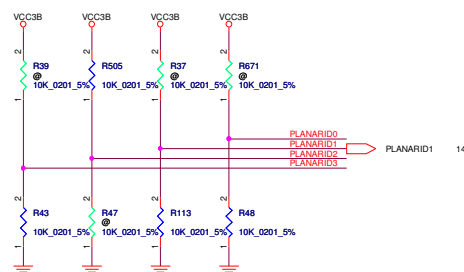 VCC3B VCC3B VCC3B VCC3B
2 2 2 2
R39 R505 R37 R671
@ @ @
10K_0201_5% 10K_0201_5% 10K_0201_5% 10K_0201_5%
1 1 1 1
PLANARID0
PLANARID1
PLANARID1 14
PLANARID2
PLANARID3
2 2 2 2
R43 R47 R113 R48
@
10K_0201_5% 10K_0201_5% 10K_0201_5% 10K_0201_5%
1 1 1 1